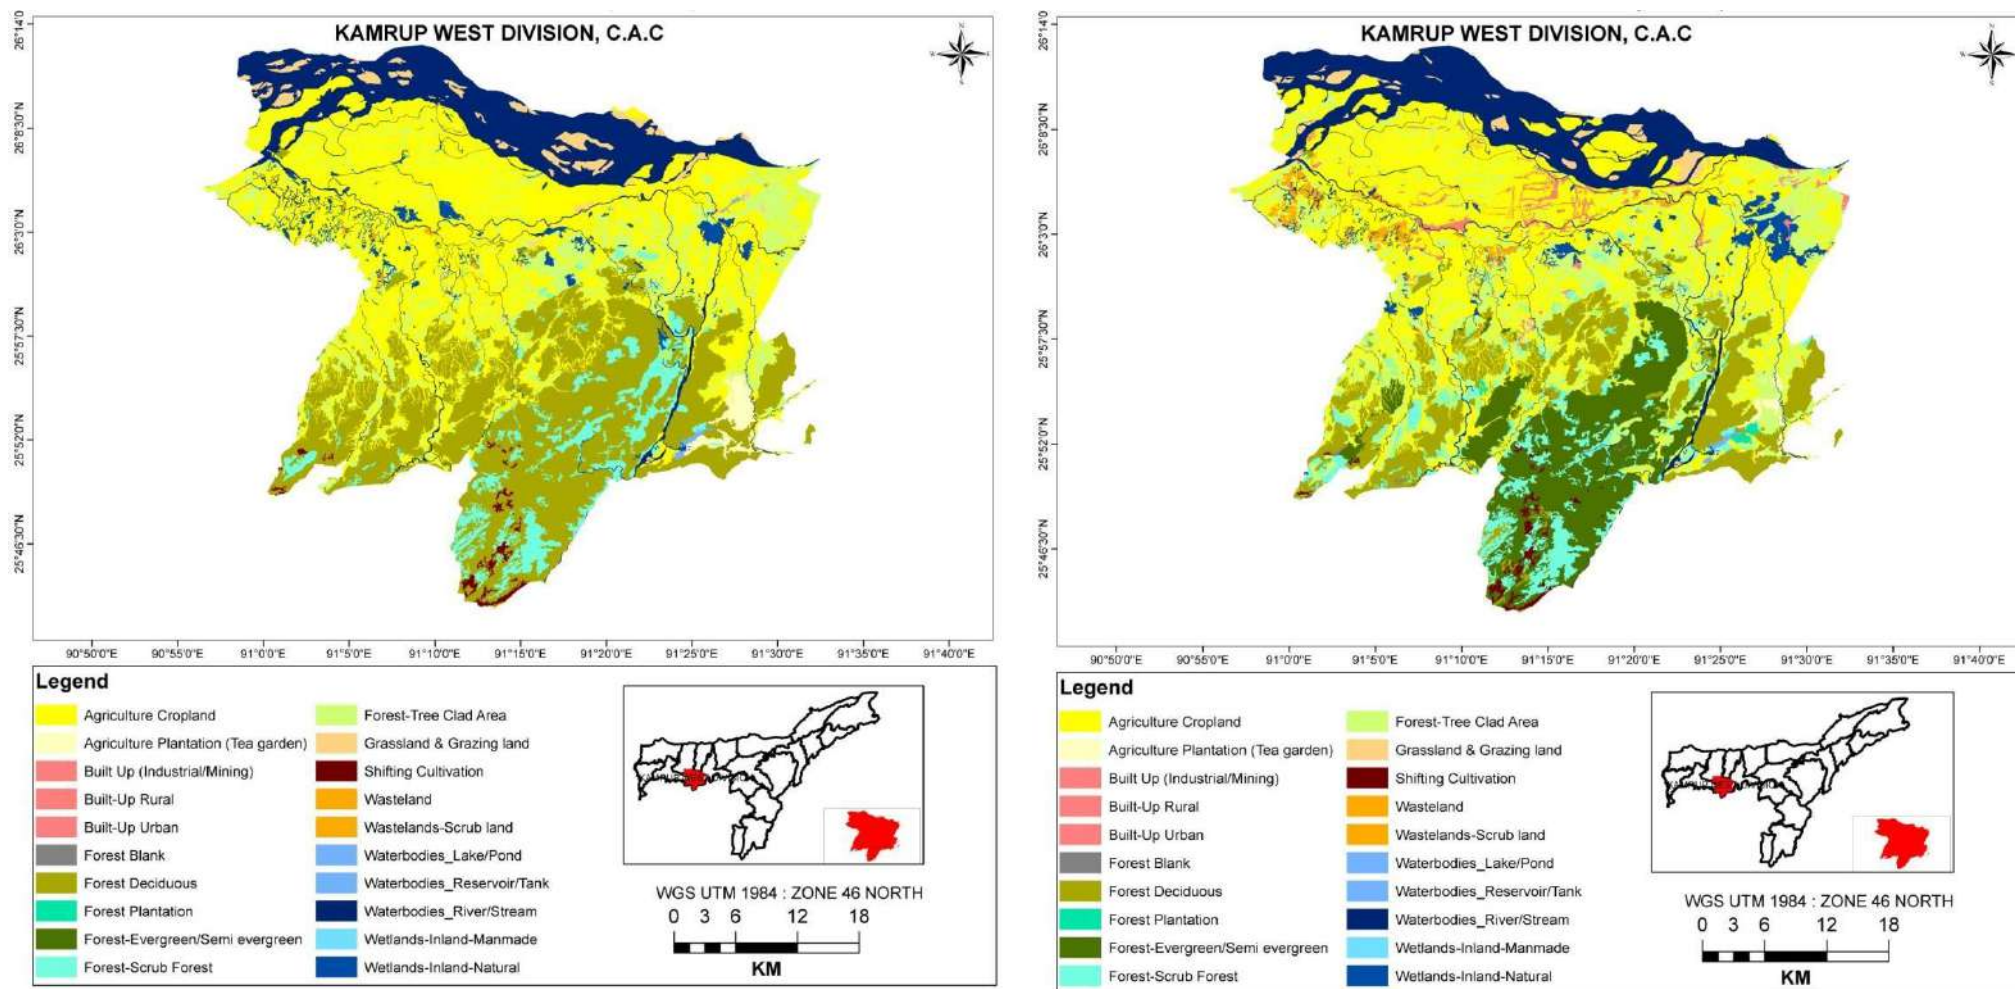 KAMRUP WEST DIVISION, C.A.C
26°14'0
26°8'30"N
26°3'0"N
25°57'30"N
25°52'0"N
25°46'30"N
90°50'0"E 90°55'0"E 91°0'0"E 91°5'0"E 91°10'0"E 91°15'0"E 91°20'0"E 91°25'0"E 91°30'0"E 91°35'0"E 91°40'0"E
Legend
Agriculture Cropland
Agriculture Plantation (Tea garden)
Built Up (Industrial/Mining)
Built-Up Rural
Built-Up Urban
Forest Blank
Forest Deciduous
Forest Plantation
Forest-Evergreen/Semi evergreen
Forest-Scrub Forest
Forest-Tree Clad Area
Grassland & Grazing land
Shifting Cultivation
Wasteland
Wastelands-Scrub land
Waterbodies_Lake/Pond
Waterbodies_Reservoir/Tank
Waterbodies_River/Stream
Wetlands-Inland-Manmade
Wetlands-Inland-Natural
WGS UTM 1984 : ZONE 46 NORTH
0 3 6 12 18
KM
KAMRUP WEST DIVISION, C.A.C
26°14'0
26°8'30"N
26°3'0"N
25°57'30"N
25°52'0"N
25°46'30"N
90°50'0"E 90°55'0"E 91°0'0"E 91°5'0"E 91°10'0"E 91°15'0"E 91°20'0"E 91°25'0"E 91°30'0"E 91°35'0"E 91°40'0"E
Legend
Agriculture Cropland
Agriculture Plantation (Tea garden)
Built Up (Industrial/Mining)
Built-Up Rural
Built-Up Urban
Forest Blank
Forest Deciduous
Forest Plantation
Forest-Evergreen/Semi evergreen
Forest-Scrub Forest
Forest-Tree Clad Area
Grassland & Grazing land
Shifting Cultivation
Wasteland
Wastelands-Scrub land
Waterbodies_Lake/Pond
Waterbodies_Reservoir/Tank
Waterbodies_River/Stream
Wetlands-Inland-Manmade
Wetlands-Inland-Natural
WGS UTM 1984 : ZONE 46 NORTH
0 3 6 12 18
KM